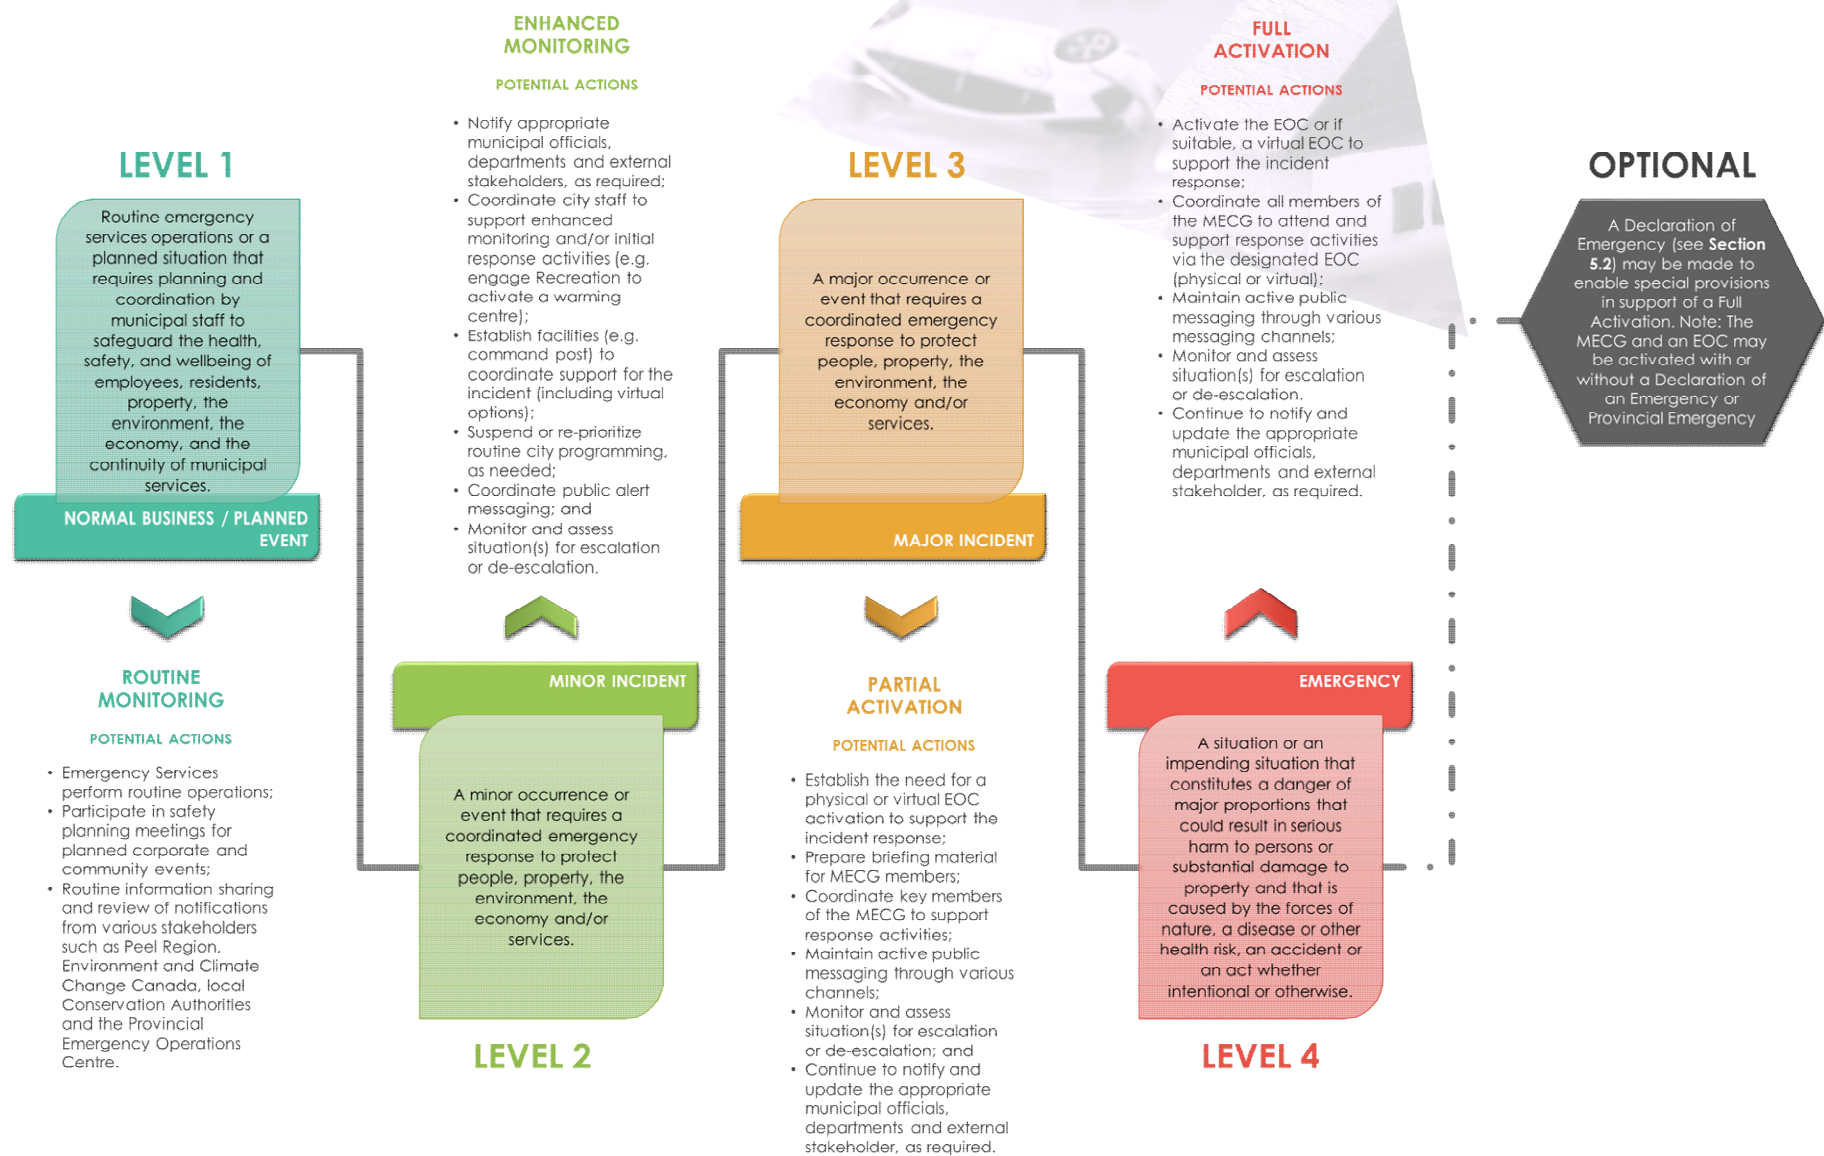 LEVEL 1
Routine emergency
services operations or a
planned situation that
requires planning and
coordination by
municipal staff to
safeguard the health,
safety, and wellbeing of
employees, residents,
property, the
environment, the
economy, and the
continuity of municipal
services.
NORMAL BUSINESS / PLANNED
EVENT
ROUTINE
MONITORING
POTENTIAL ACTIONS
• Emergency Services
perform routine operations;
• Participate in safety
planning meetings for
planned corporate and
community events;
• Routine information sharing
and review of notifications
from various stakeholders
such as Peel Region,
Environment and Climate
Change Canada, local
Conservation Authorities
and the Provincial
Emergency Operations
Centre.
ENHANCED
MONITORING
POTENTIAL ACTIONS
• Notify appropriate
municipal officials,
departments and external
stakeholders, as required;
• Coordinate city staff to
support enhanced
monitoring and/or initial
response activities (e.g.
engage Recreation to
activate a warming
centre);
• Establish facilities (e.g.
command post) to
coordinate support for the
incident (including virtual
options);
• Suspend or re-prioritize
routine city programming,
as needed;
• Coordinate public alert
messaging; and
• Monitor and assess
situation(s) for escalation
or de-escalation.
MINOR INCIDENT
A minor occurrence or
event that requires a
coordinated emergency
response to protect
people, property, the
environment, the
economy and/or
services.
LEVEL 2
LEVEL 3
A major occurrence or
event that requires a
coordinated emergency
response to protect
people, property, the
environment, the
economy and/or
services.
MAJOR INCIDENT
PARTIAL
ACTIVATION
POTENTIAL ACTIONS
• Establish the need for a
physical or virtual EOC
activation to support the
incident response;
• Prepare briefing material
for MECG members;
• Coordinate key members
of the MECG to support
response activities;
• Maintain active public
messaging through various
channels;
• Monitor and assess
situation(s) for escalation
or de-escalation; and
• Continue to notify and
update the appropriate
municipal officials,
departments and external
stakeholder, as required.
FULL
ACTIVATION
POTENTIAL ACTIONS
• Activate the EOC or if
suitable, a virtual EOC to
support the incident
response;
• Coordinate all members of
the MECG to attend and
support response activities
via the designated EOC
(physical or virtual);
• Maintain active public
messaging through various
messaging channels;
• Monitor and assess
situation(s) for escalation
or de-escalation.
• Continue to notify and
update the appropriate
municipal officials,
departments and external
stakeholder, as required.
EMERGENCY
A situation or an
impending situation that
constitutes a danger of
major proportions that
could result in serious
harm to persons or
substantial damage to
property and that is
caused by the forces of
nature, a disease or other
health risk, an accident or
an act whether
intentional or otherwise.
LEVEL 4
OPTIONAL
A Declaration of
Emergency (see Section
5.2) may be made to
enable special provisions
in support of a Full
Activation. Note: The
MECG and an EOC may
be activated with or
without a Declaration of
an Emergency or
Provincial Emergency